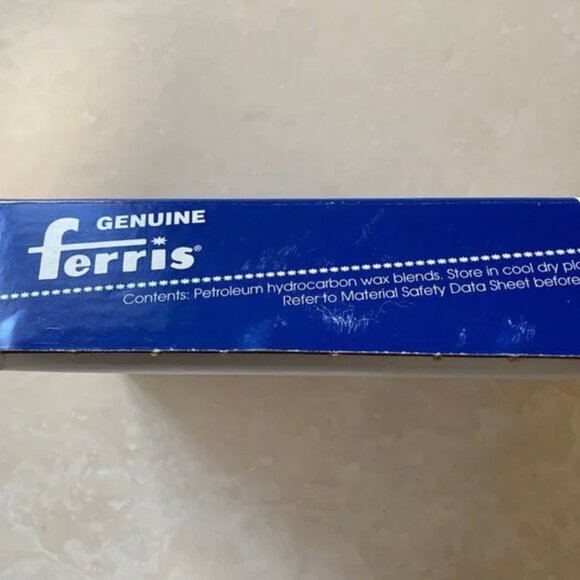 GENUINE
ferris®
Contents: Petroleum hydrocarbon wax blends. Store in cool dry
Refer to Material Safety Data Sheet before